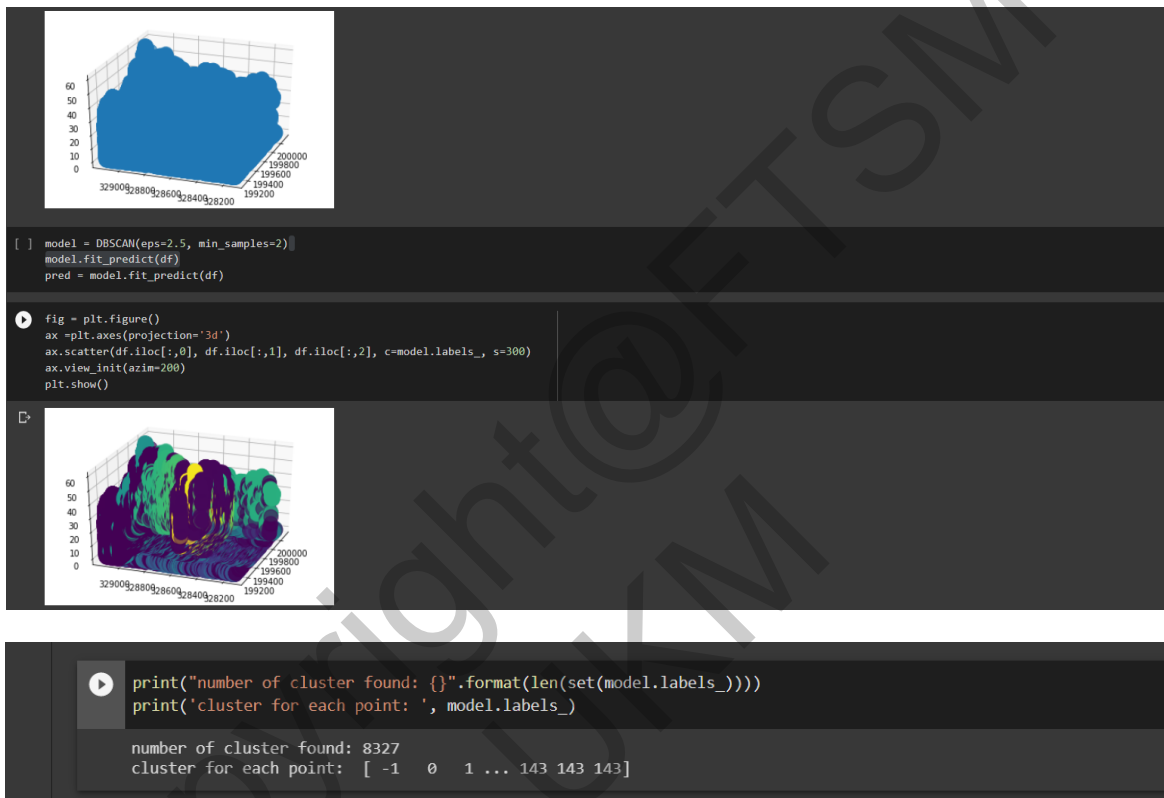 60
50
40
30
20
10
0
329000 328800 328600 328400 328200
200000
199800
199600
199400
199200
[ ] model = DBSCAN(eps=2.5, min_samples=2)
model.fit_predict(df)
pred = model.fit_predict(df)
fig = plt.figure()
ax =plt.axes(projection='3d')
ax.scatter(df.iloc[:,0], df.iloc[:,1], df.iloc[:,2], c=model.labels_, s=300)
ax.view_init(azim=200)
plt.show()
60
50
40
30
20
10
0
329000 328800 328600 328400 328200
200000
199800
199600
199400
199200
print("number of cluster found: {}".format(len(set(model.labels_))))
print('cluster for each point: ', model.labels_)
number of cluster found: 8327
cluster for each point:  [ -1   0   1 ... 143 143 143]
pyright@FTSM
UKM